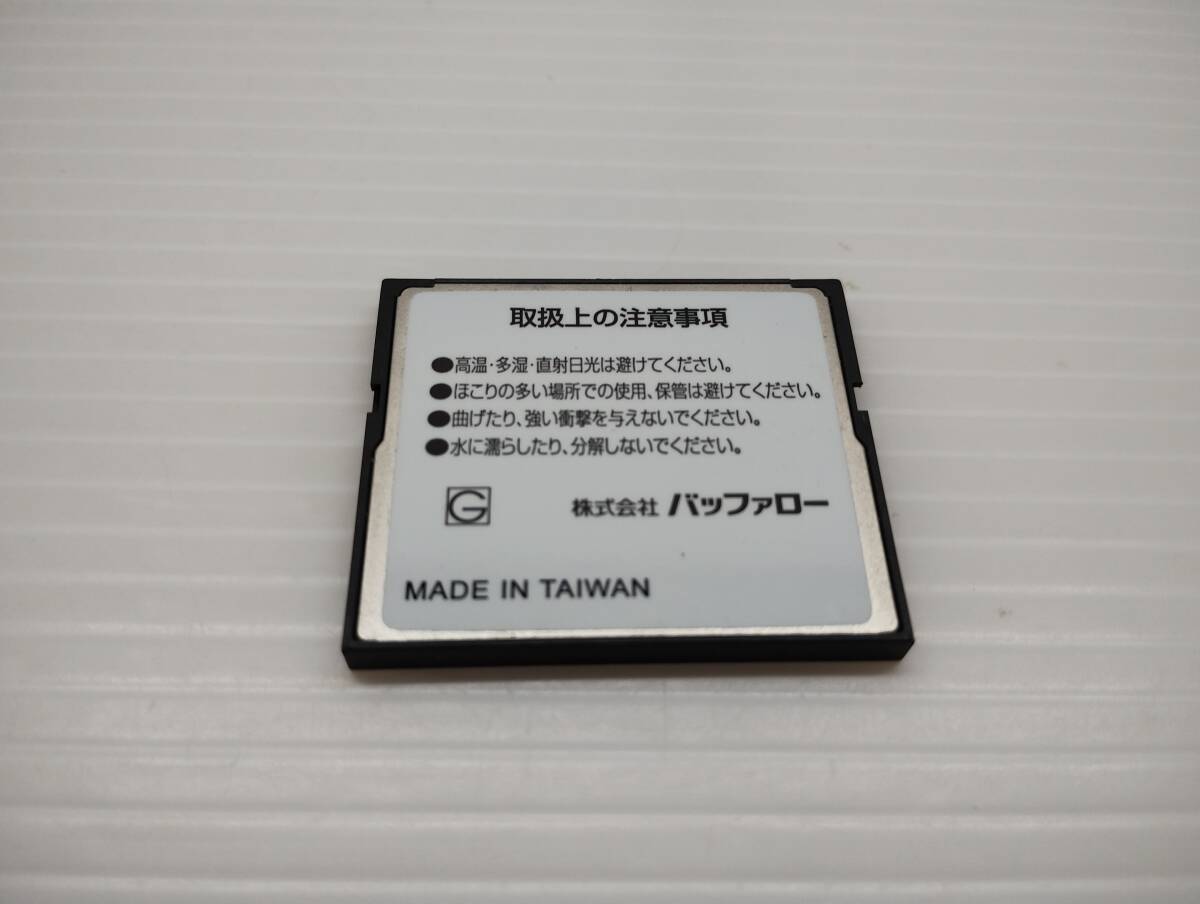 取扱上の注意事項
●高温・多湿・直射日光は避けてください。
●ほこりの多い場所での使用、保管は避けてください。
●曲げたり、強い衝撃を与えないでください。
●水に濡らしたり、分解しないでください。
G 株式会社 バッファロー
MADE IN TAIWAN